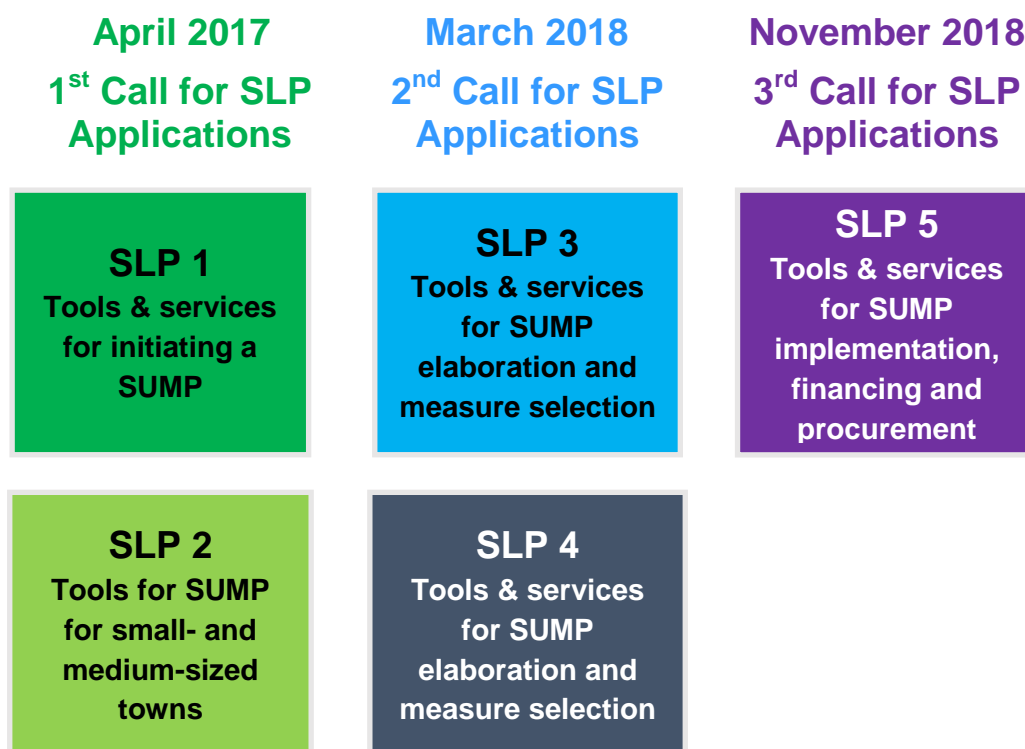 April 2017
1st Call for SLP
Applications
March 2018
2nd Call for SLP
Applications
November 2018
3rd Call for SLP
Applications
SLP 1
Tools & services
for initiating a
SUMP
SLP 3
Tools & services
for SUMP
elaboration and
measure selection
SLP 5
Tools & services
for SUMP
implementation,
financing and
procurement
SLP 2
Tools for SUMP
for small- and
medium-sized
towns
SLP 4
Tools & services
for SUMP
elaboration and
measure selection